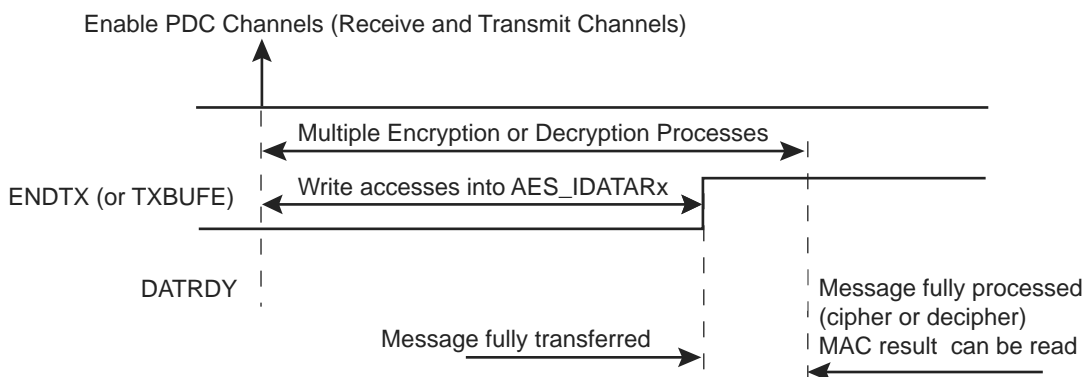 Enable PDC Channels (Receive and Transmit Channels)
Multiple Encryption or Decryption Processes
Write accesses into AES_IDATARx
ENDTX (or TXBUFE)
DATRDY
Message fully transferred
Message fully processed
(cipher or decipher)
MAC result can be read